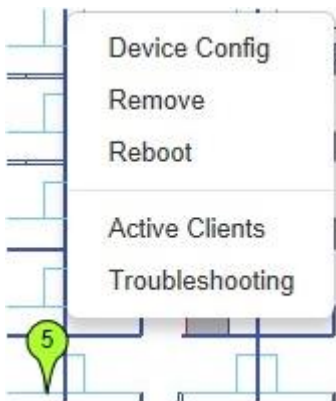 Device Config
Remove
Reboot
Active Clients
Troubleshooting
5